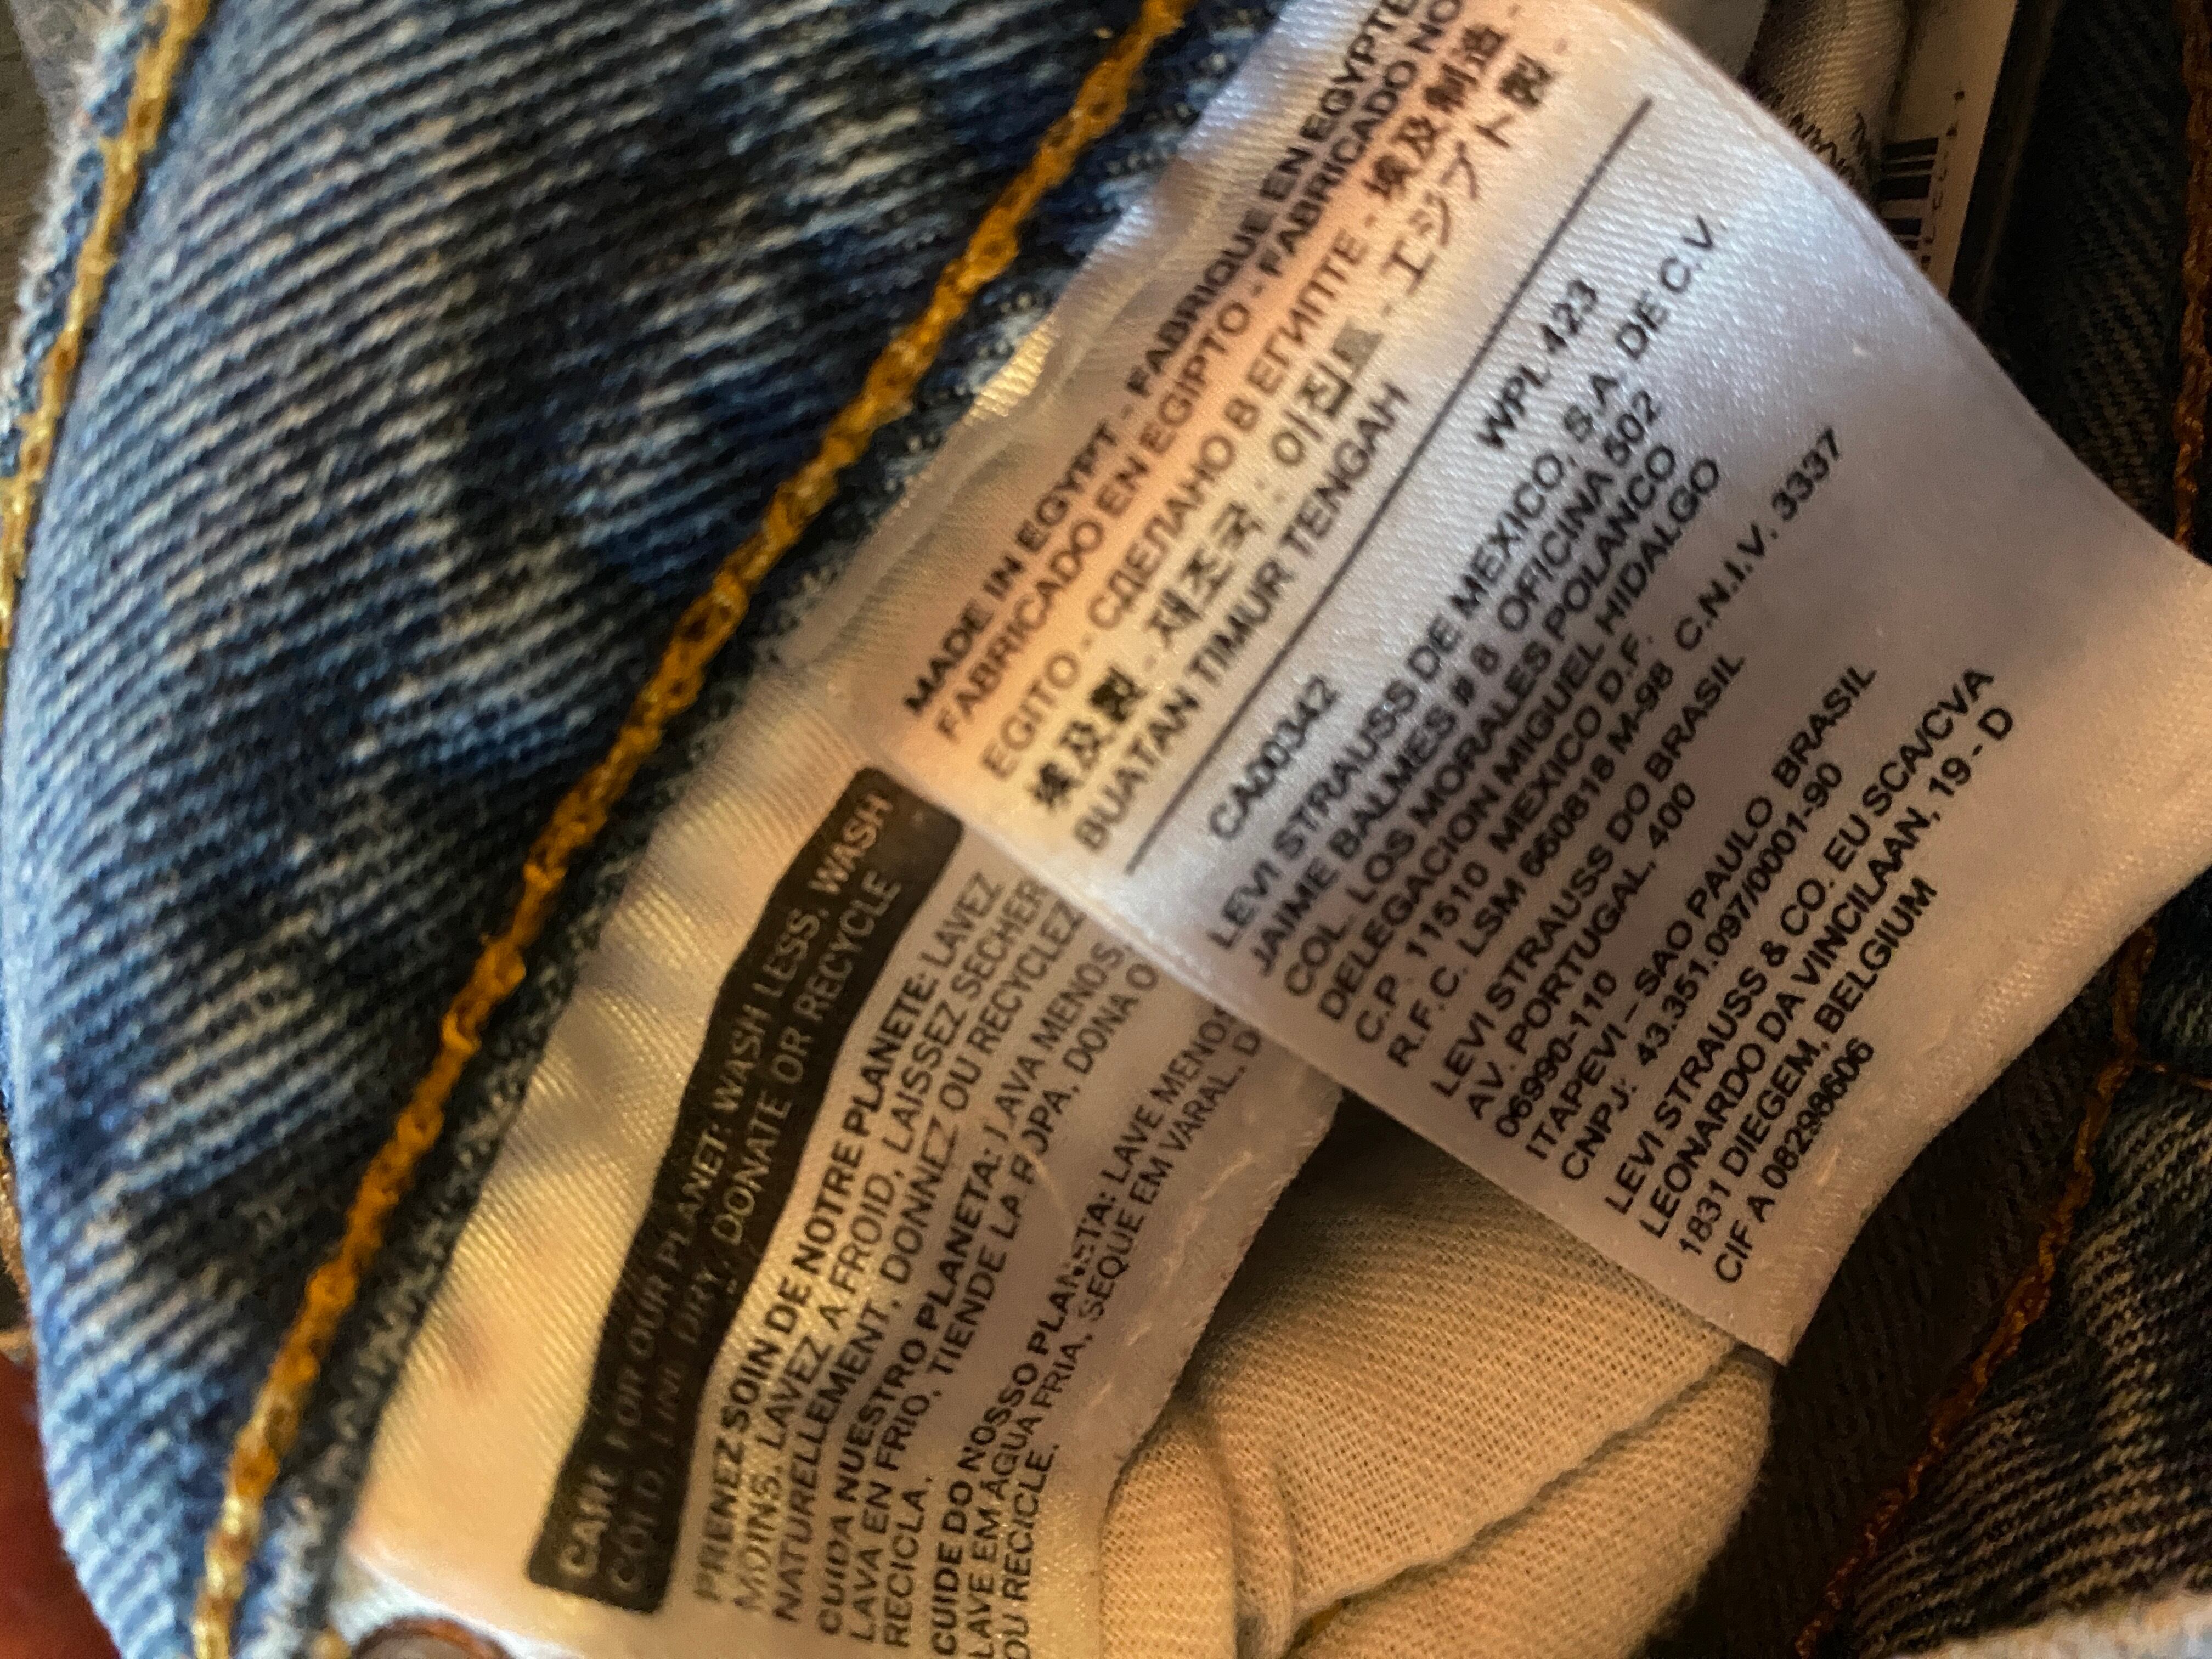 MADE IN EGYPT - FABRIQUE EN EGYPTE
FABRICADO EN EGIPTO - FABRICADO NO
EGITO - СДЕЛАНО В ЕГИПТЕ - 埃及制造 -
埃及製 - 제조국 - 이집트 - エジプト製 -
BUATAN TIMUR TENGAH
CA00342 WPL 423
LEVI STRAUSS DE MEXICO, S.A. DE C.V.
JAIME BALMES # 8 OFICINA 502
COL. LOS MORALES POLANCO
DELEGACION MIGUEL HIDALGO
C.P. 11510 MEXICO D.F.
R.F.C. LSM 660818 M-98 C.N.I.V. 3337
LEVI STRAUSS DO BRASIL
AV. PORTUGAL, 400
06990-110
ITAPEVI – SAO PAULO BRASIL
CNPJ: 43.351.097/0001-90
LEVI STRAUSS & CO. EU SCA/CVA
LEONARDO DA VINCILAAN, 19 - D
1831 DIEGEM, BELGIUM
CIF A 08298606
CARE FOR OUR PLANET: WASH LESS, WASH
COLD, LINE DRY, DONATE OR RECYCLE
PRENEZ SOIN DE NOTRE PLANETE: LAVEZ
MOINS, LAVEZ A FROID, LAISSEZ SECHER
NATURELLEMENT, DONNEZ OU RECYCLEZ
CUIDA NUESTRO PLANETA: LAVA MENOS,
LAVA EN FRIO, TIENDE LA ROPA, DONA O
RECICLA.
CUIDE DO NOSSO PLANETA: LAVE MENOS
LAVE EM ÁGUA FRIA, SEQUE EM VARAL, D
OU RECICLE.